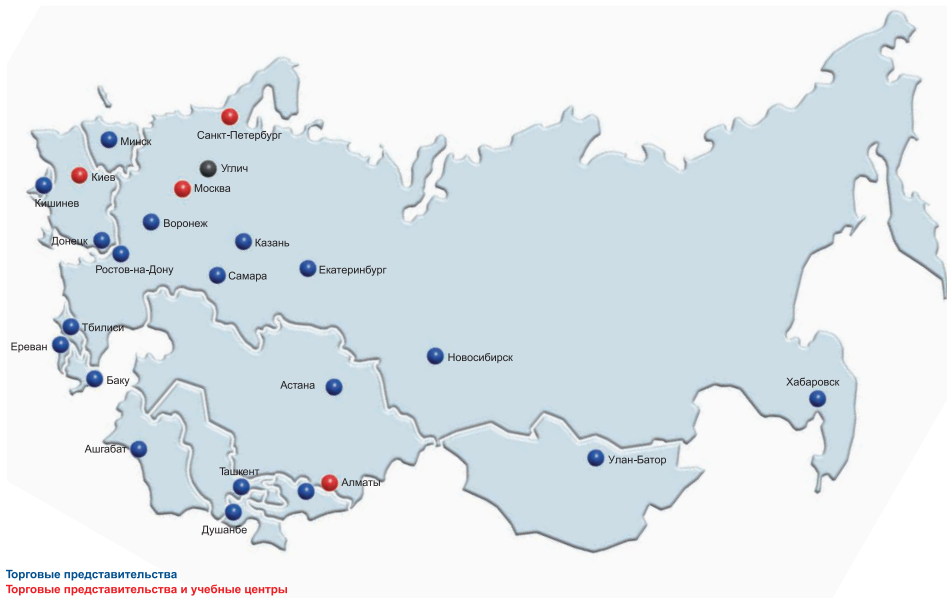 Санкт-Петербург
Минск
Углич
Киев
Москва
Кишинев
Воронеж
Донецк
Казань
Ростов-на-Дону
Самара
Екатеринбург
Тбилиси
Ереван
Новосибирск
Баку
Астана
Хабаровск
Ашгабат
Улан-Батор
Ташкент
Алматы
Душанбе
Торговые представительства
Торговые представительства и учебные центры